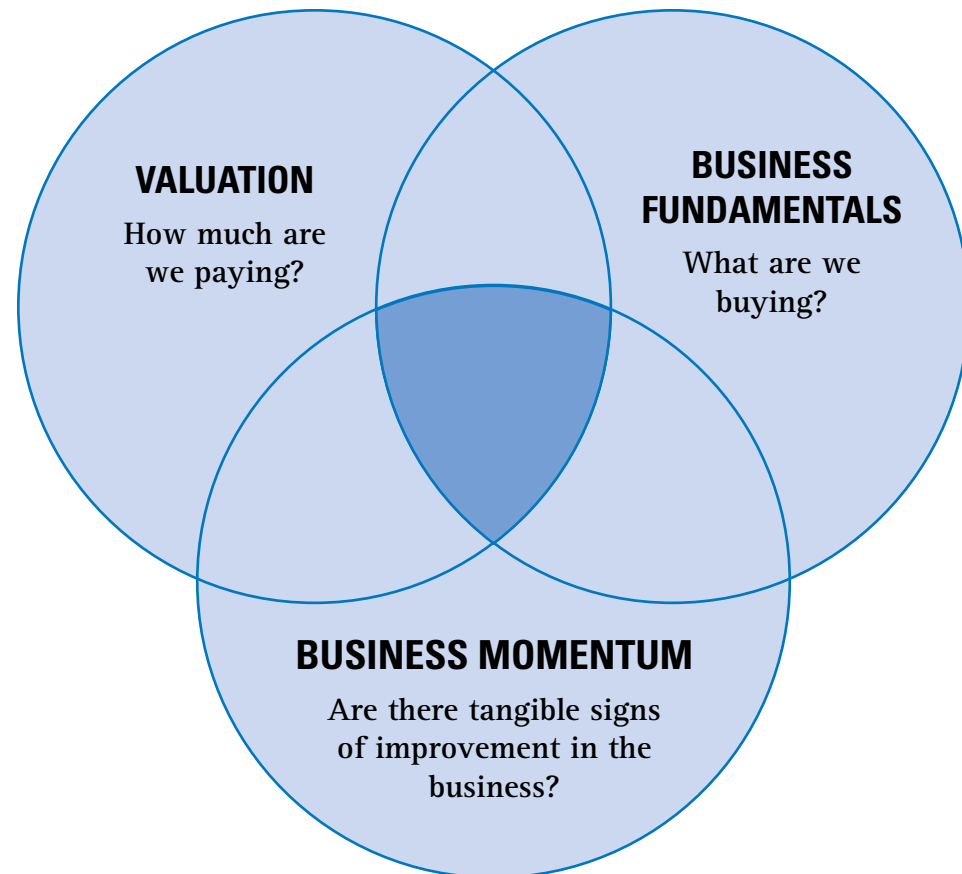 VALUATION
How much are
we paying?
BUSINESS
FUNDAMENTALS
What are we
buying?
BUSINESS MOMENTUM
Are there tangible signs
of improvement in the
business?